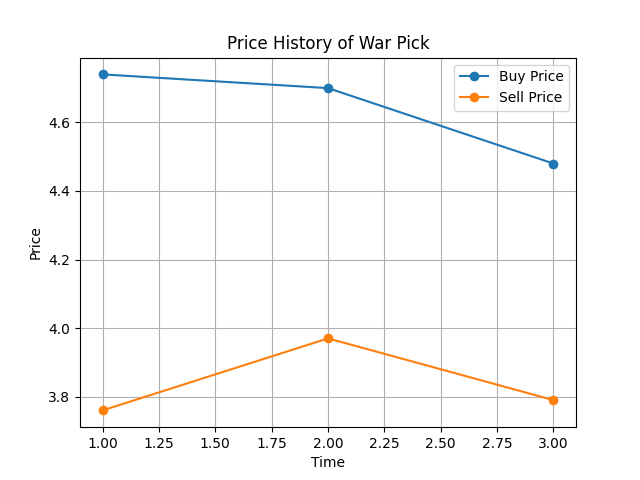 Price History of War Pick
Buy Price
Sell Price
Price
4.6
4.4
4.2
4.0
3.8
1.00 1.25 1.50 1.75 2.00 2.25 2.50 2.75 3.00
Time